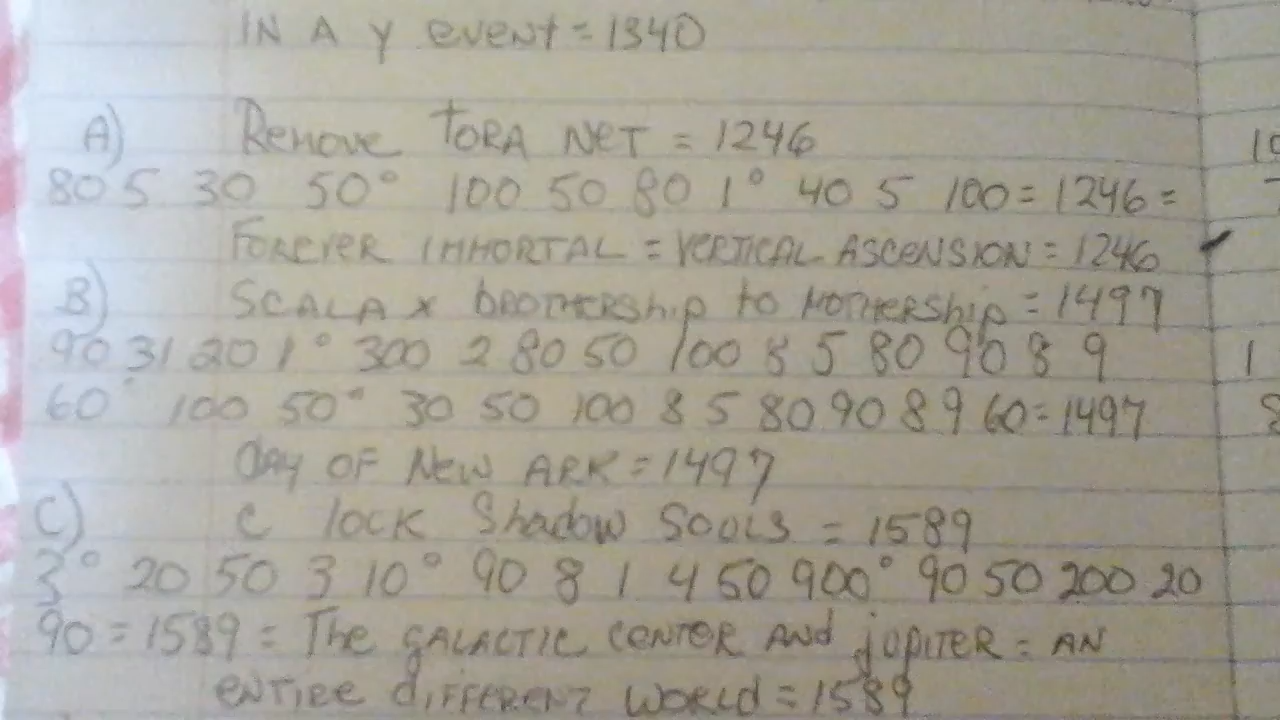 IN A Y event = 1340
A) Remove TORA NET = 1246
80 5 30 50° 100 50 80 1° 40 5 100 = 1246 =
FOREVER IMMORTAL = VERTICAL ASCENSION = 1246
B) SCALA X brOTHERShip to MOTHERShip = 1497
90 31 20 1° 300 2 80 50 100 8 5 80 90 8 9
60° 100 50° 30 50 100 8 5 80 90 8 9 60 = 1497
DAY OF NEW ARK = 1497
C) C lOCK ShadOW SOULS = 1589
3° 20 50 3 10° 90 8 1 4 50 900° 90 50 200 20
90 = 1589 = The GALACTIC CENTER AND jUPITER = AN
ENTIRE dIFFERENT WORLd = 1589